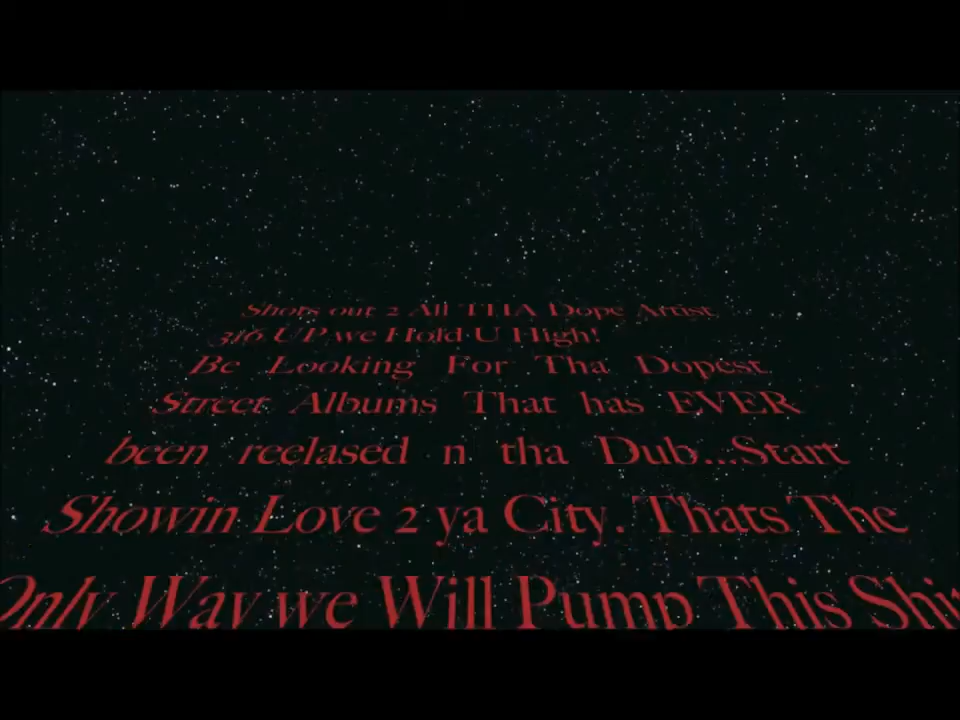 Shots out 2 All THA Dope Artist
316 UP we Hold U High!
Be Looking For Tha Dopest
Street Albums That has EVER
been reelased n tha Dub...Start
Showin Love 2 ya City. Thats The
Only Way we Will Pump This